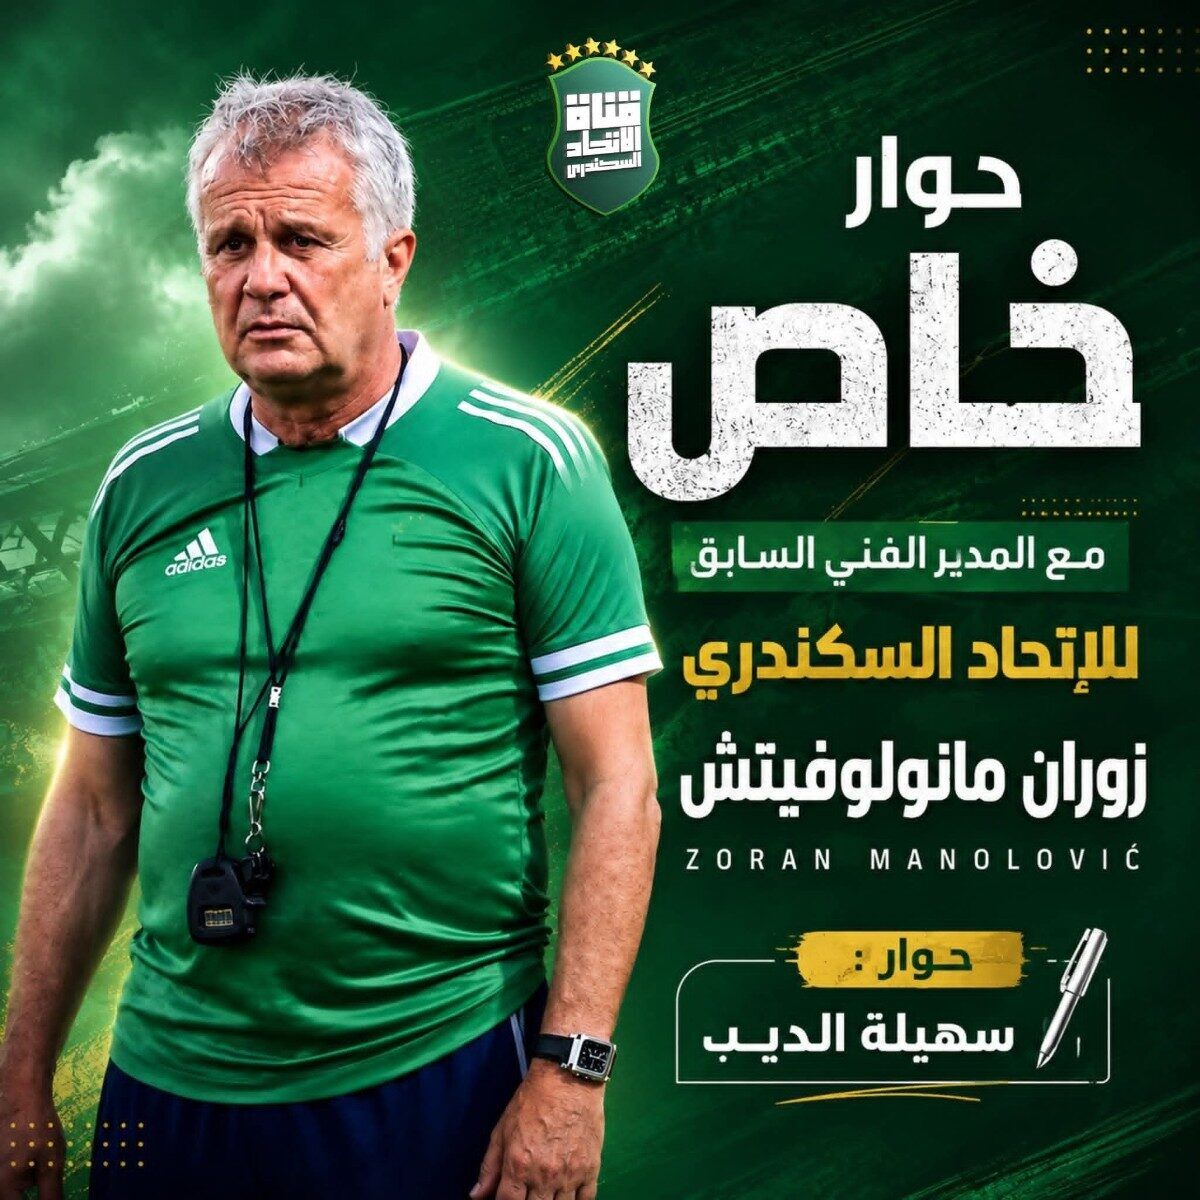 قناة
الاتحاد
السكندري
حوار
خاص
مع المدير الفني السابق
للإتحاد السكندري
زوران مانولوفيتش
ZORAN MANOLOVIĆ
حوار :
سهيلة الديب
adidas